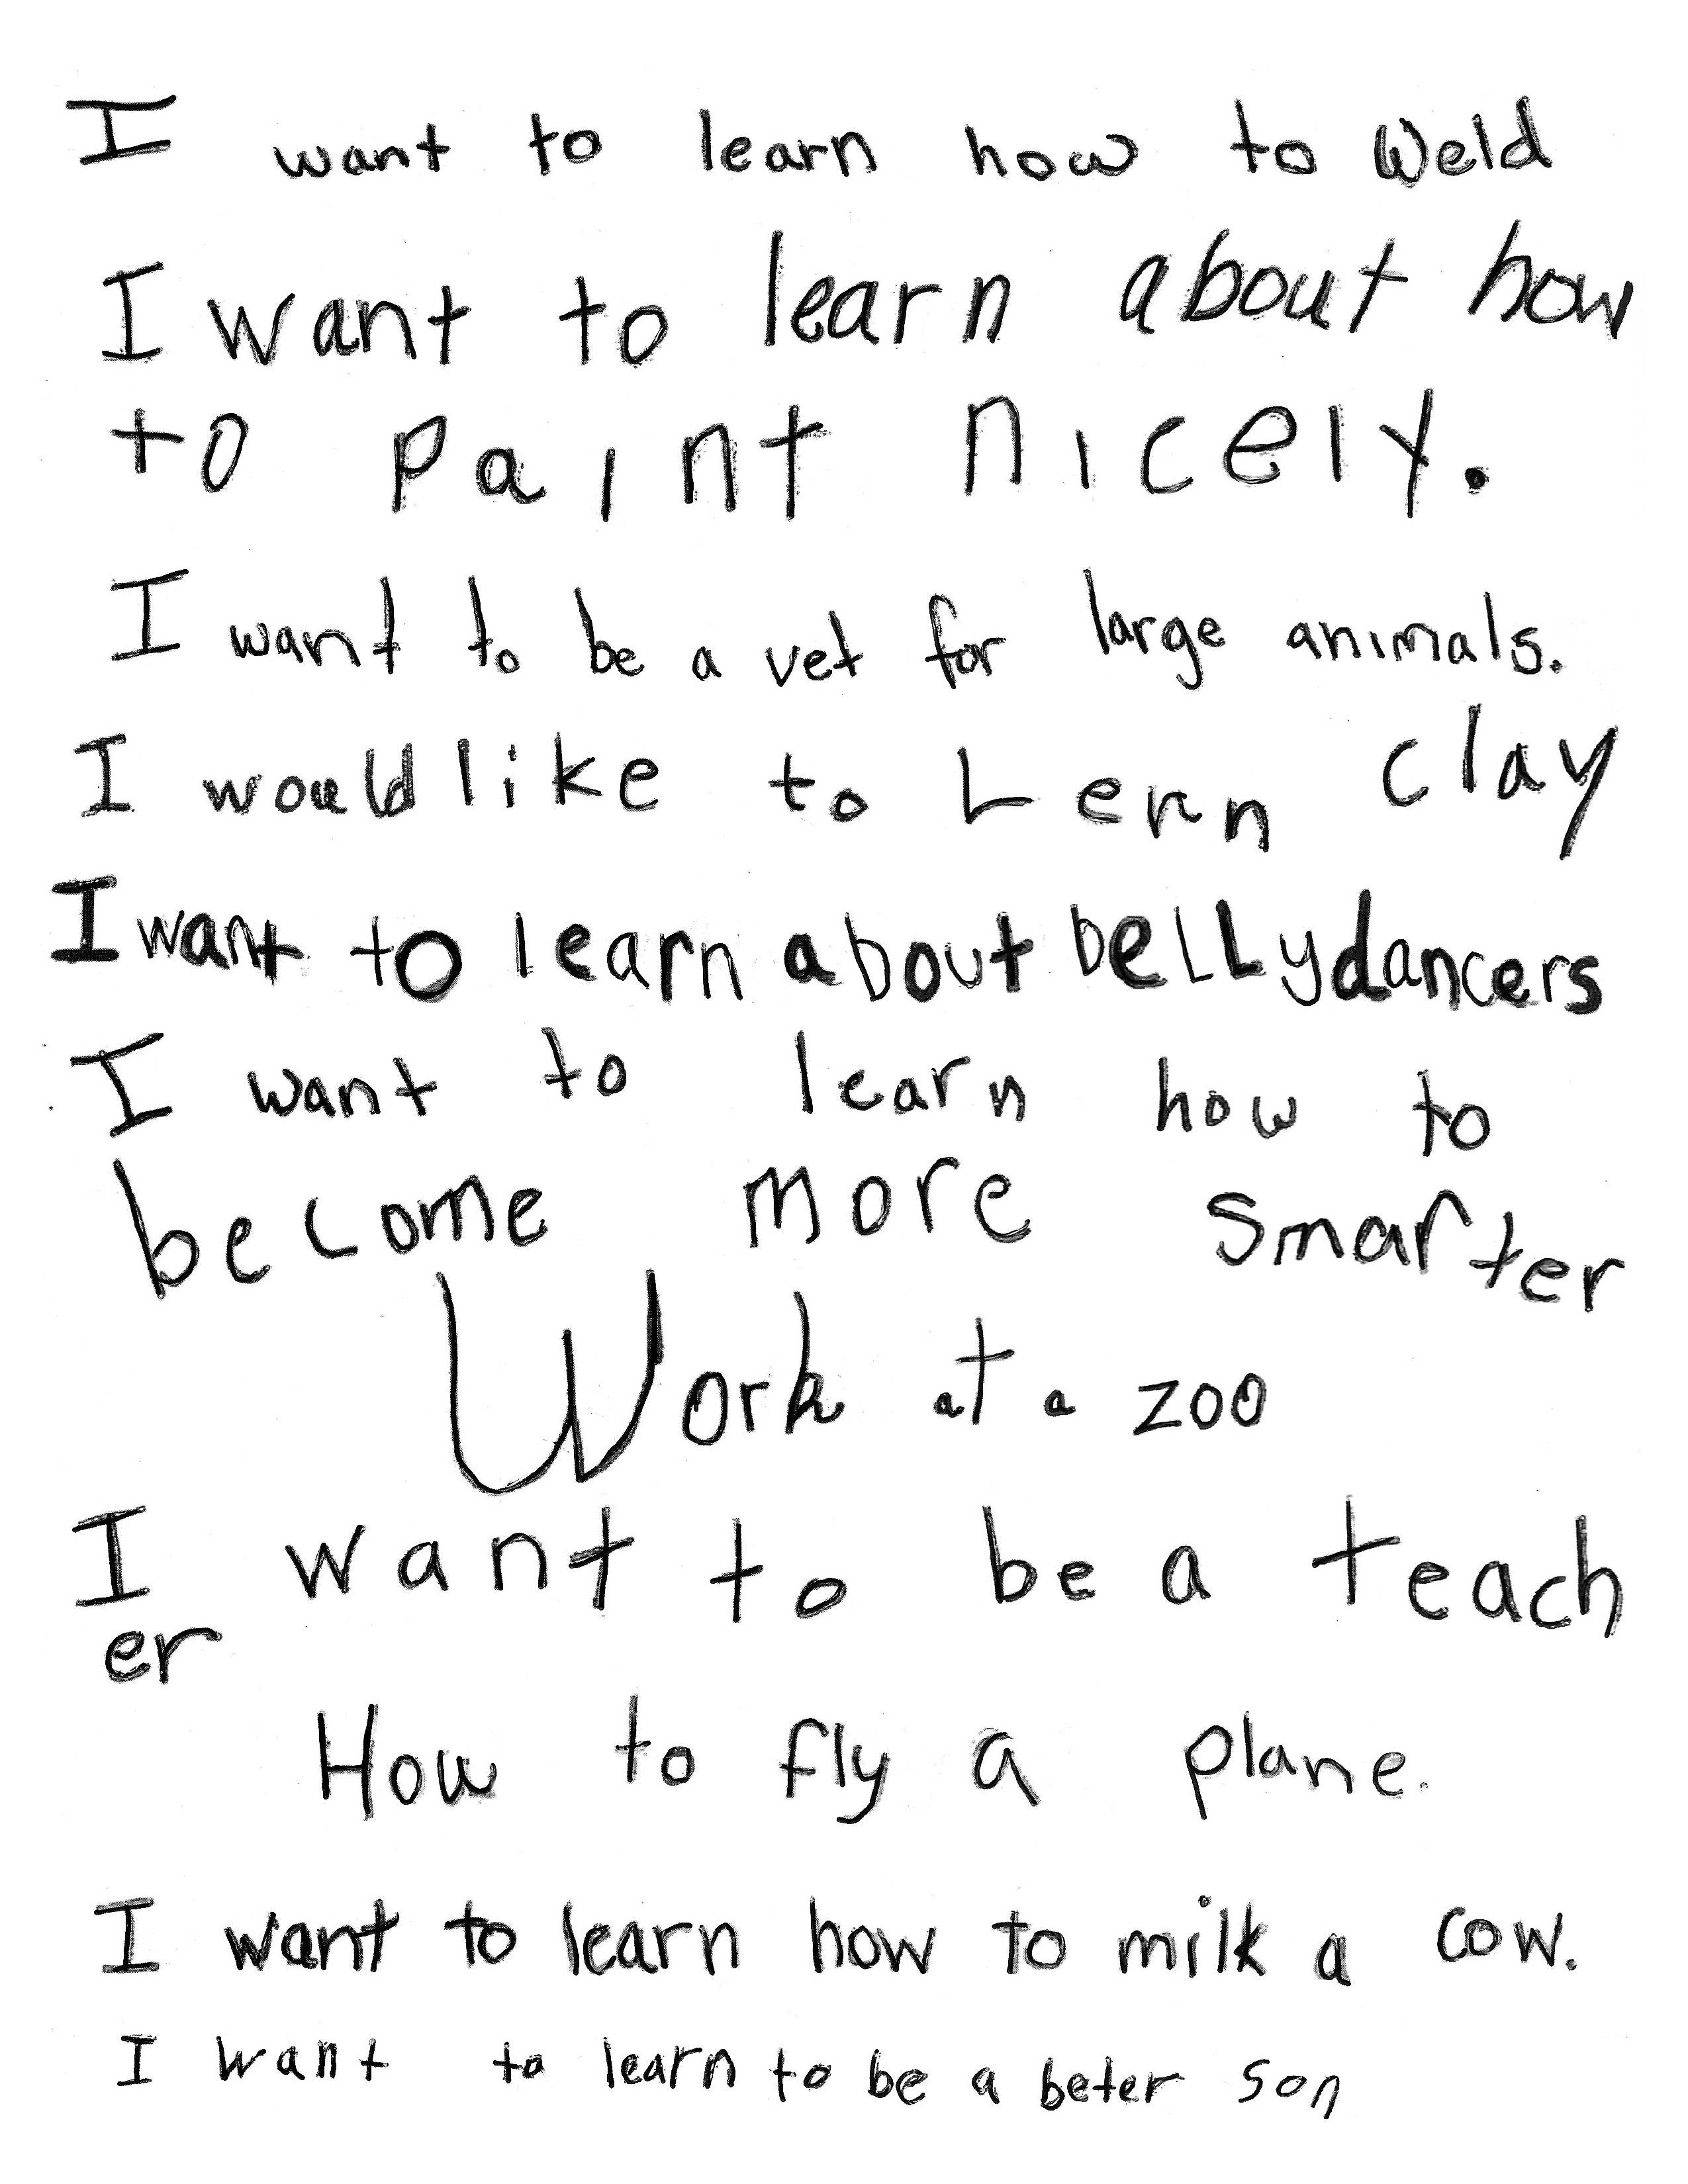 I want to learn how to Weld
I want to learn about how
to paint nicely.
I want to be a vet for large animals.
I would like to Lern clay
I want to learn about beLLydancers
I want to learn how to
become more smarter
Work at a zoo
I want to be a teach
er
How to fly a plane.
I want to learn how to milk a cow.
I want to learn to be a beter son